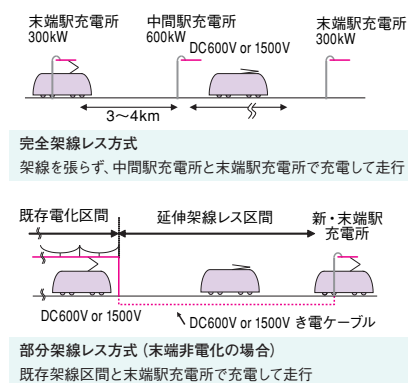 末端駅充電所
300kW
中間駅充電所
600kW
DC600V or 1500V
末端駅充電所
300kW
3〜4km
完全架線レス方式
架線を張らず、中間駅充電所と末端駅充電所で充電して走行
既存電化区間
延伸架線レス区間
新・末端駅
充電所
DC600V or 1500V
DC600V or 1500V き電ケーブル
部分架線レス方式（末端非電化の場合）
既存架線区間と末端駅充電所で充電して走行